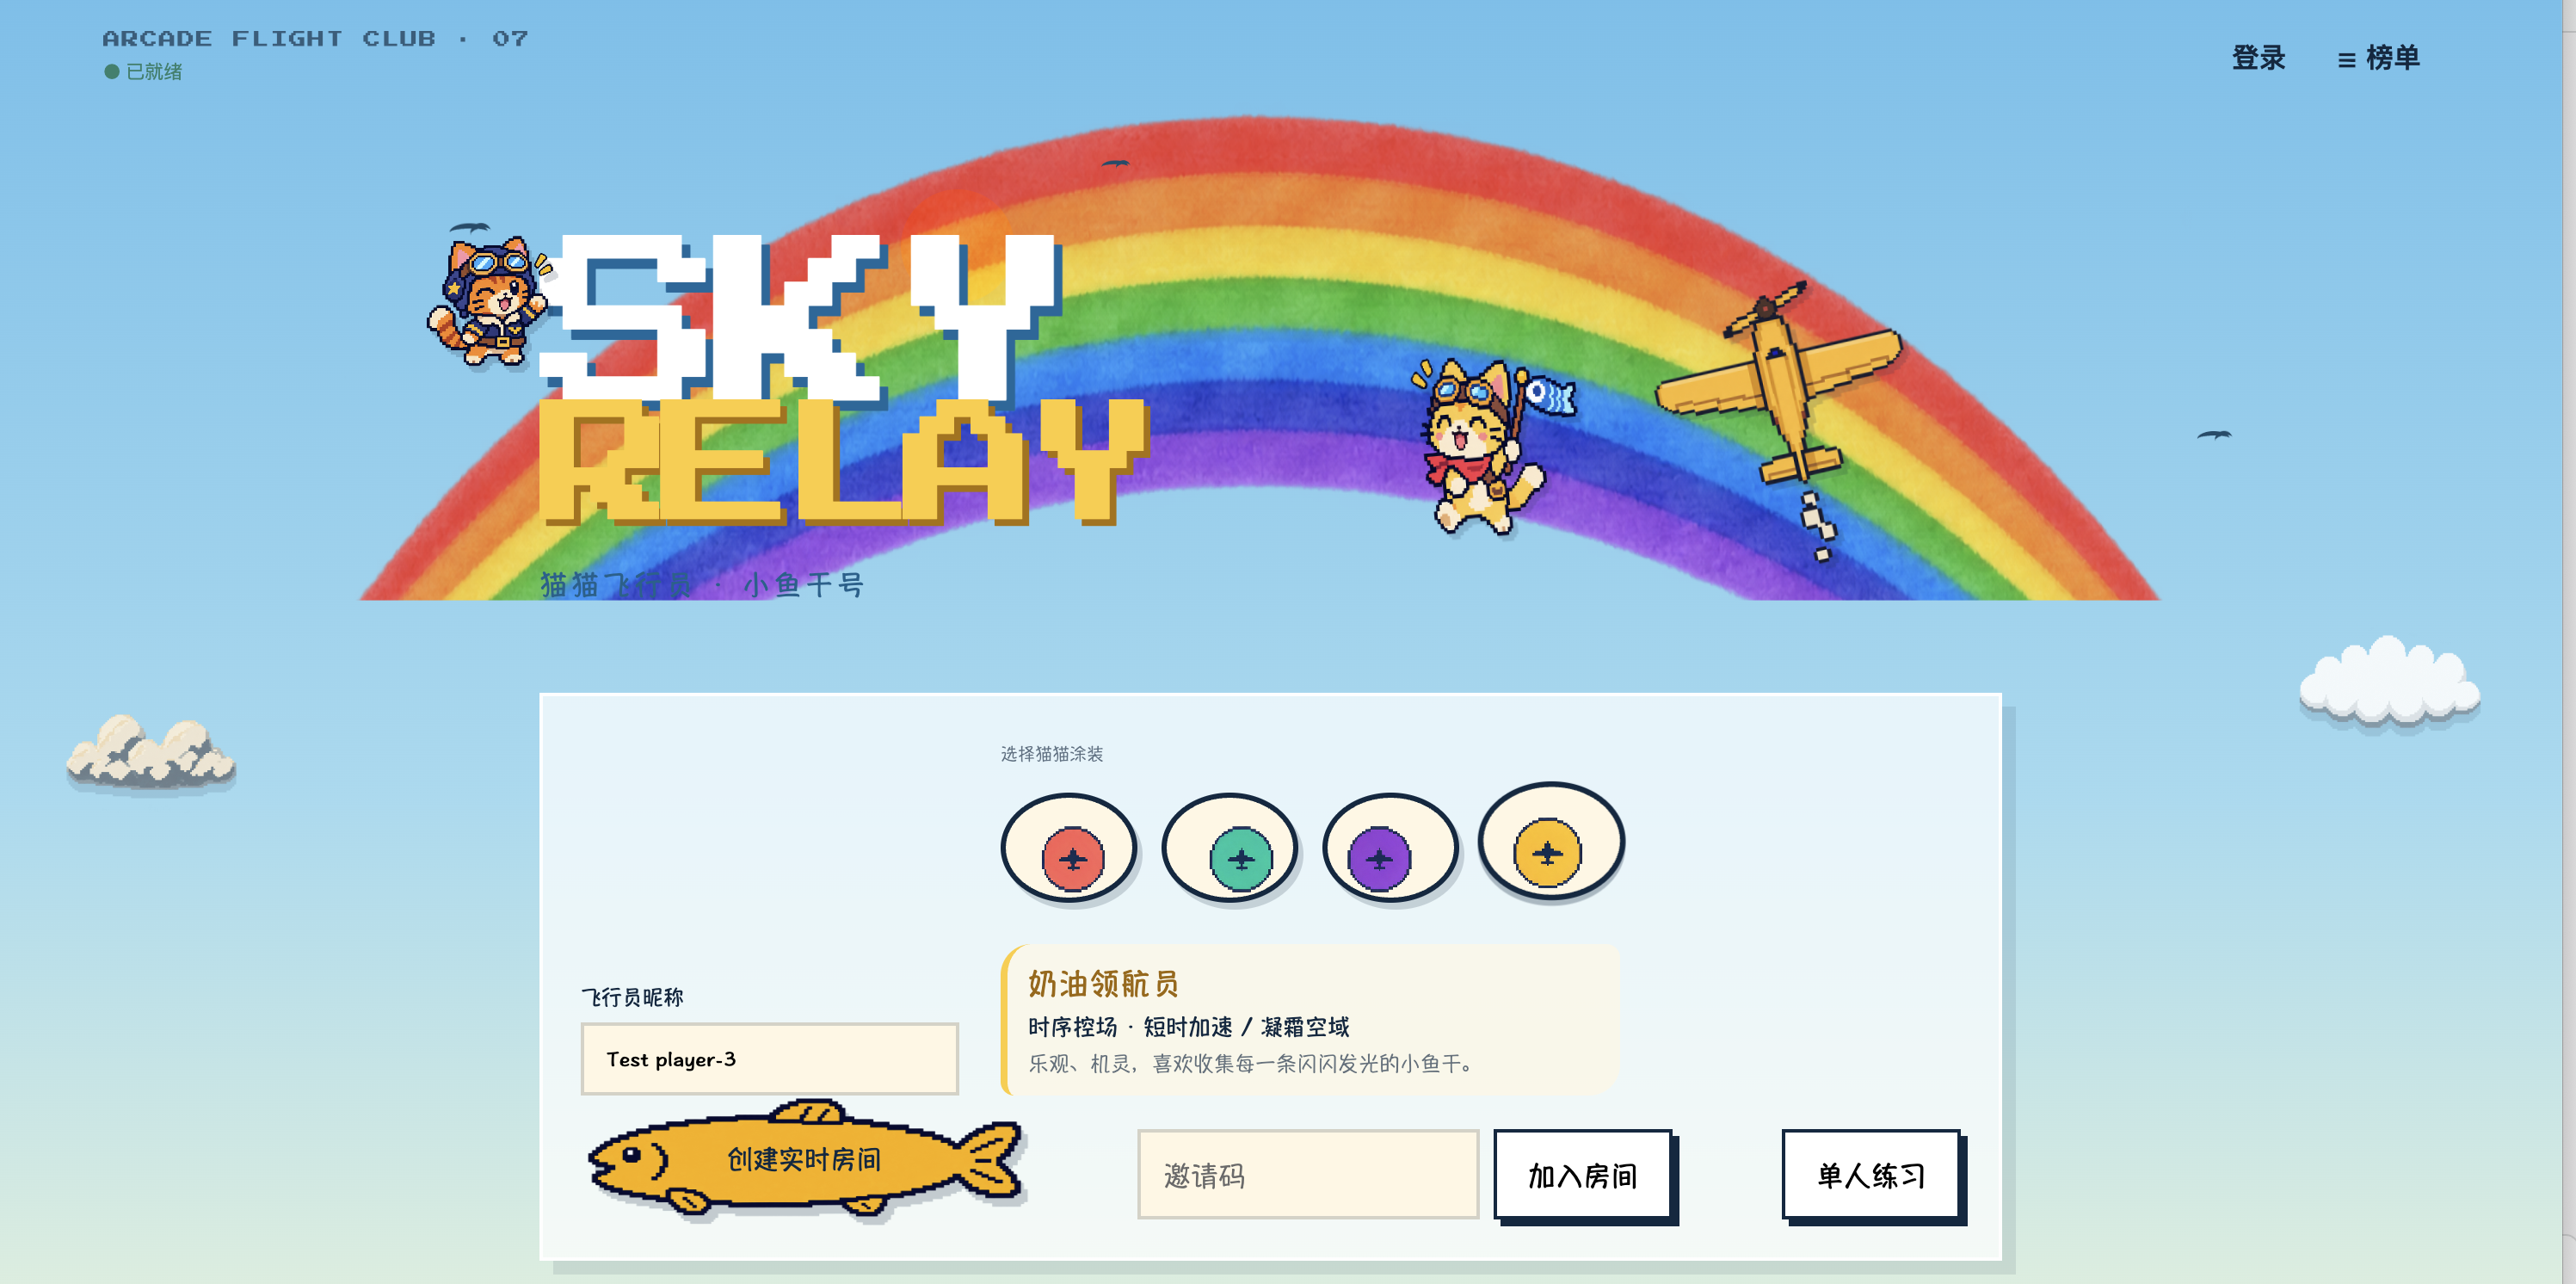 ARCADE FLIGHT CLUB · 07
已就绪
登录
≡ 榜单
SKY
RELAY
猫猫飞行员 · 小鱼干号
选择猫猫涂装
奶油领航员
时序控场 · 短时加速 / 凝霜空域
乐观、机灵，喜欢收集每一条闪闪发光的小鱼干。
飞行员昵称
Test player-3
创建实时房间
邀请码
加入房间
单人练习